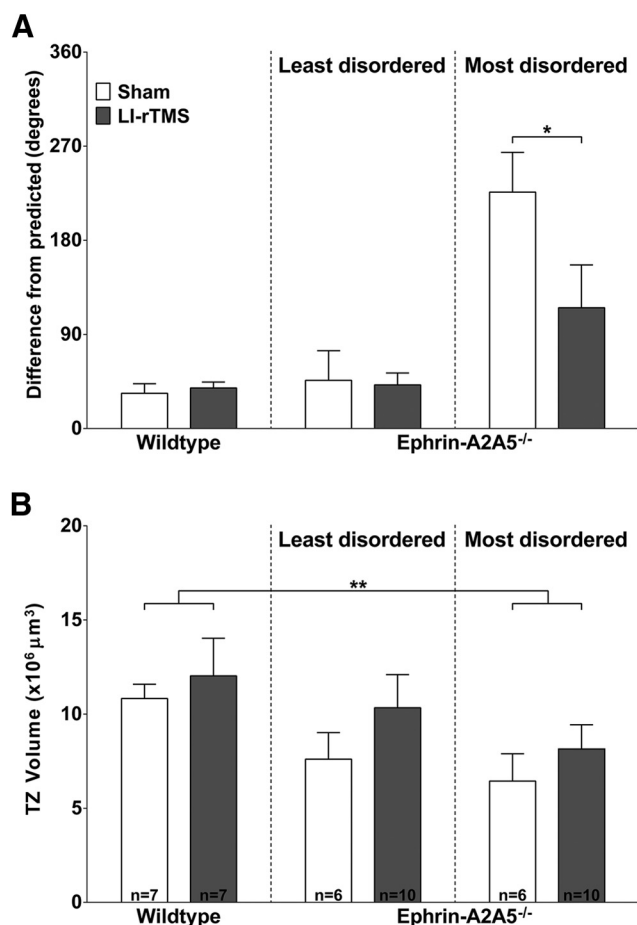 A
Difference from predicted (degrees)
360
270
180
90
0
Sham
LI-rTMS
Least disordered
Most disordered
*
Wildtype
Ephrin-A2A5-/-
B
TZ Volume (x10⁶ µm³)
20
15
10
5
0
Least disordered
Most disordered
**
n=7 n=7 n=6 n=10 n=6 n=10
Wildtype
Ephrin-A2A5-/-